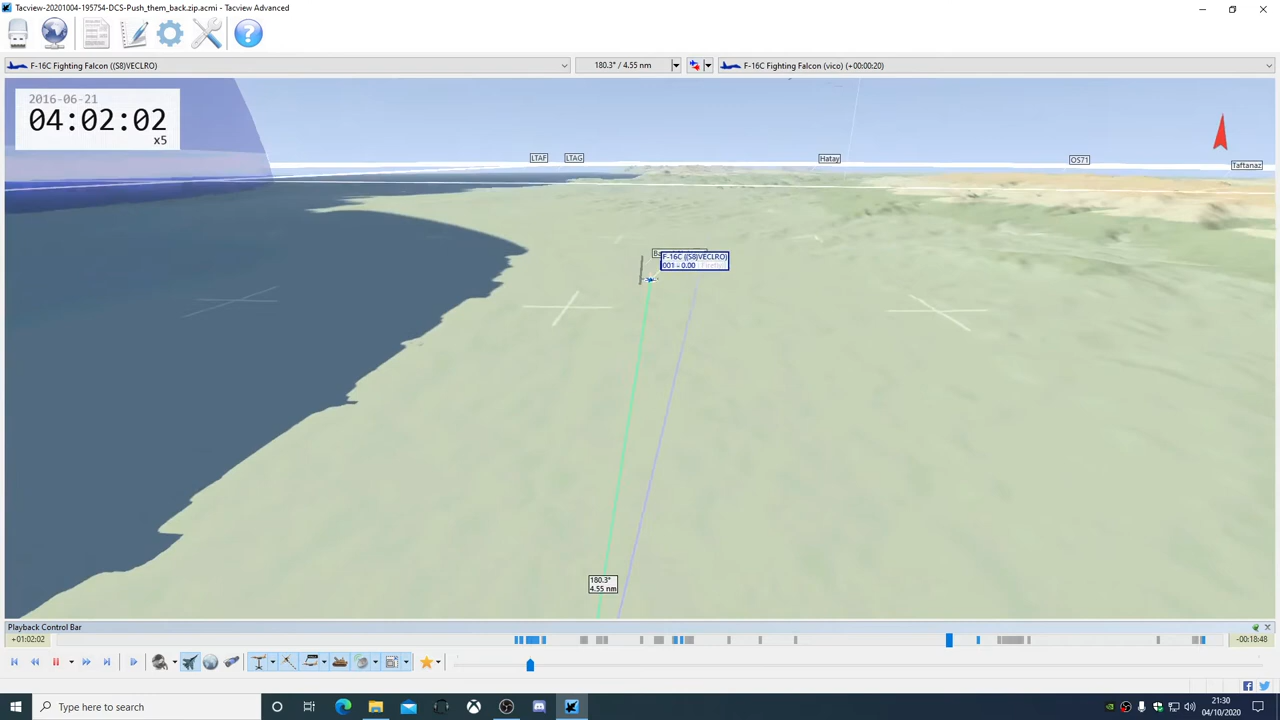 Tacview-20201004-195754-DCS-Push_them_back.zip.acmi - Tacview Advanced
F-16C Fighting Falcon ((S8)VECLRO)
180.3° / 4.55 nm
F-16C Fighting Falcon (vico) (+00:00:20)
2016-06-21
04:02:02
x5
LTAF
LTAG
Hatay
OS71
Taftanaz
F-16C ((S8)VECLRO)
001 – 0.00
180.3°
4.55 nm
Playback Control Bar
+01:02:02
-00:18:48
Type here to search
21:30
04/10/2020